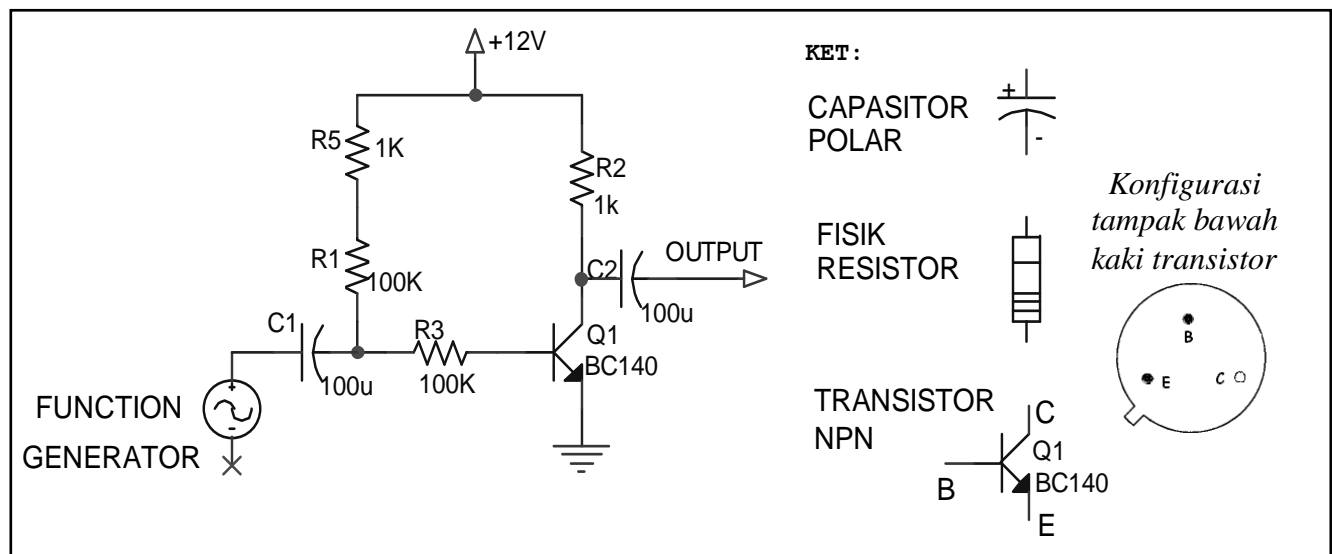 +12V
R5
1K
R2
1k
R1
100K
C1
100u
R3
100K
C2
OUTPUT
100u
Q1
BC140
+
-
FUNCTION
GENERATOR
KET:
CAPASITOR
POLAR
+
-
FISIK
RESISTOR
TRANSISTOR
NPN
C
Q1
BC140
B
E
Konfigurasi
tampak bawah
kaki transistor
B
E
C